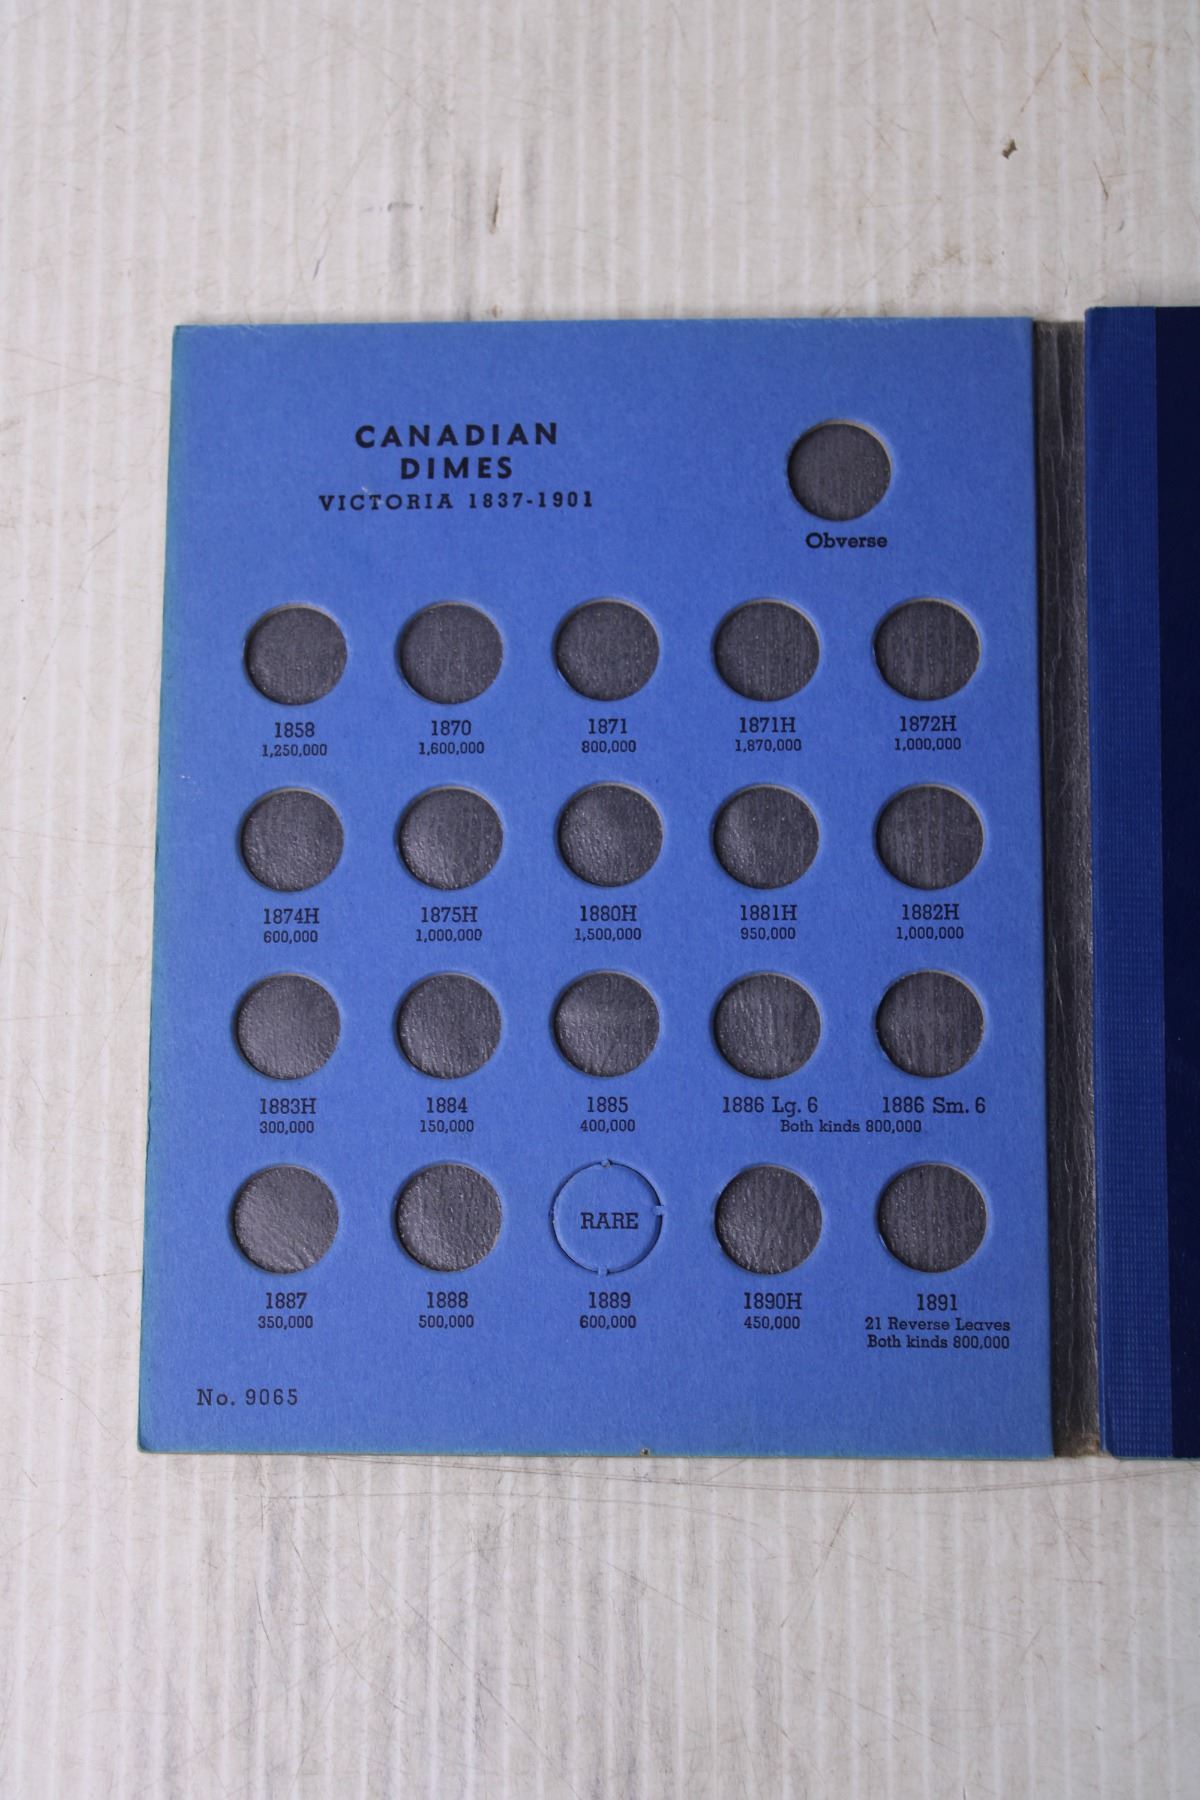 CANADIAN
DIMES
VICTORIA 1837-1901
Obverse
1858 1870 1871 1871H 1872H
1,250,000 1,600,000 800,000 1,870,000 1,000,000
1874H 1875H 1880H 1881H 1882H
600,000 1,000,000 1,500,000 950,000 1,000,000
1883H 1884 1885 1886 Lg. 6 1886 Sm. 6
300,000 150,000 400,000 Both kinds 800,000
RARE
1887 1888 1889 1890H 1891
350,000 500,000 600,000 450,000 21 Reverse Leaves
Both kinds 800,000
No. 9065